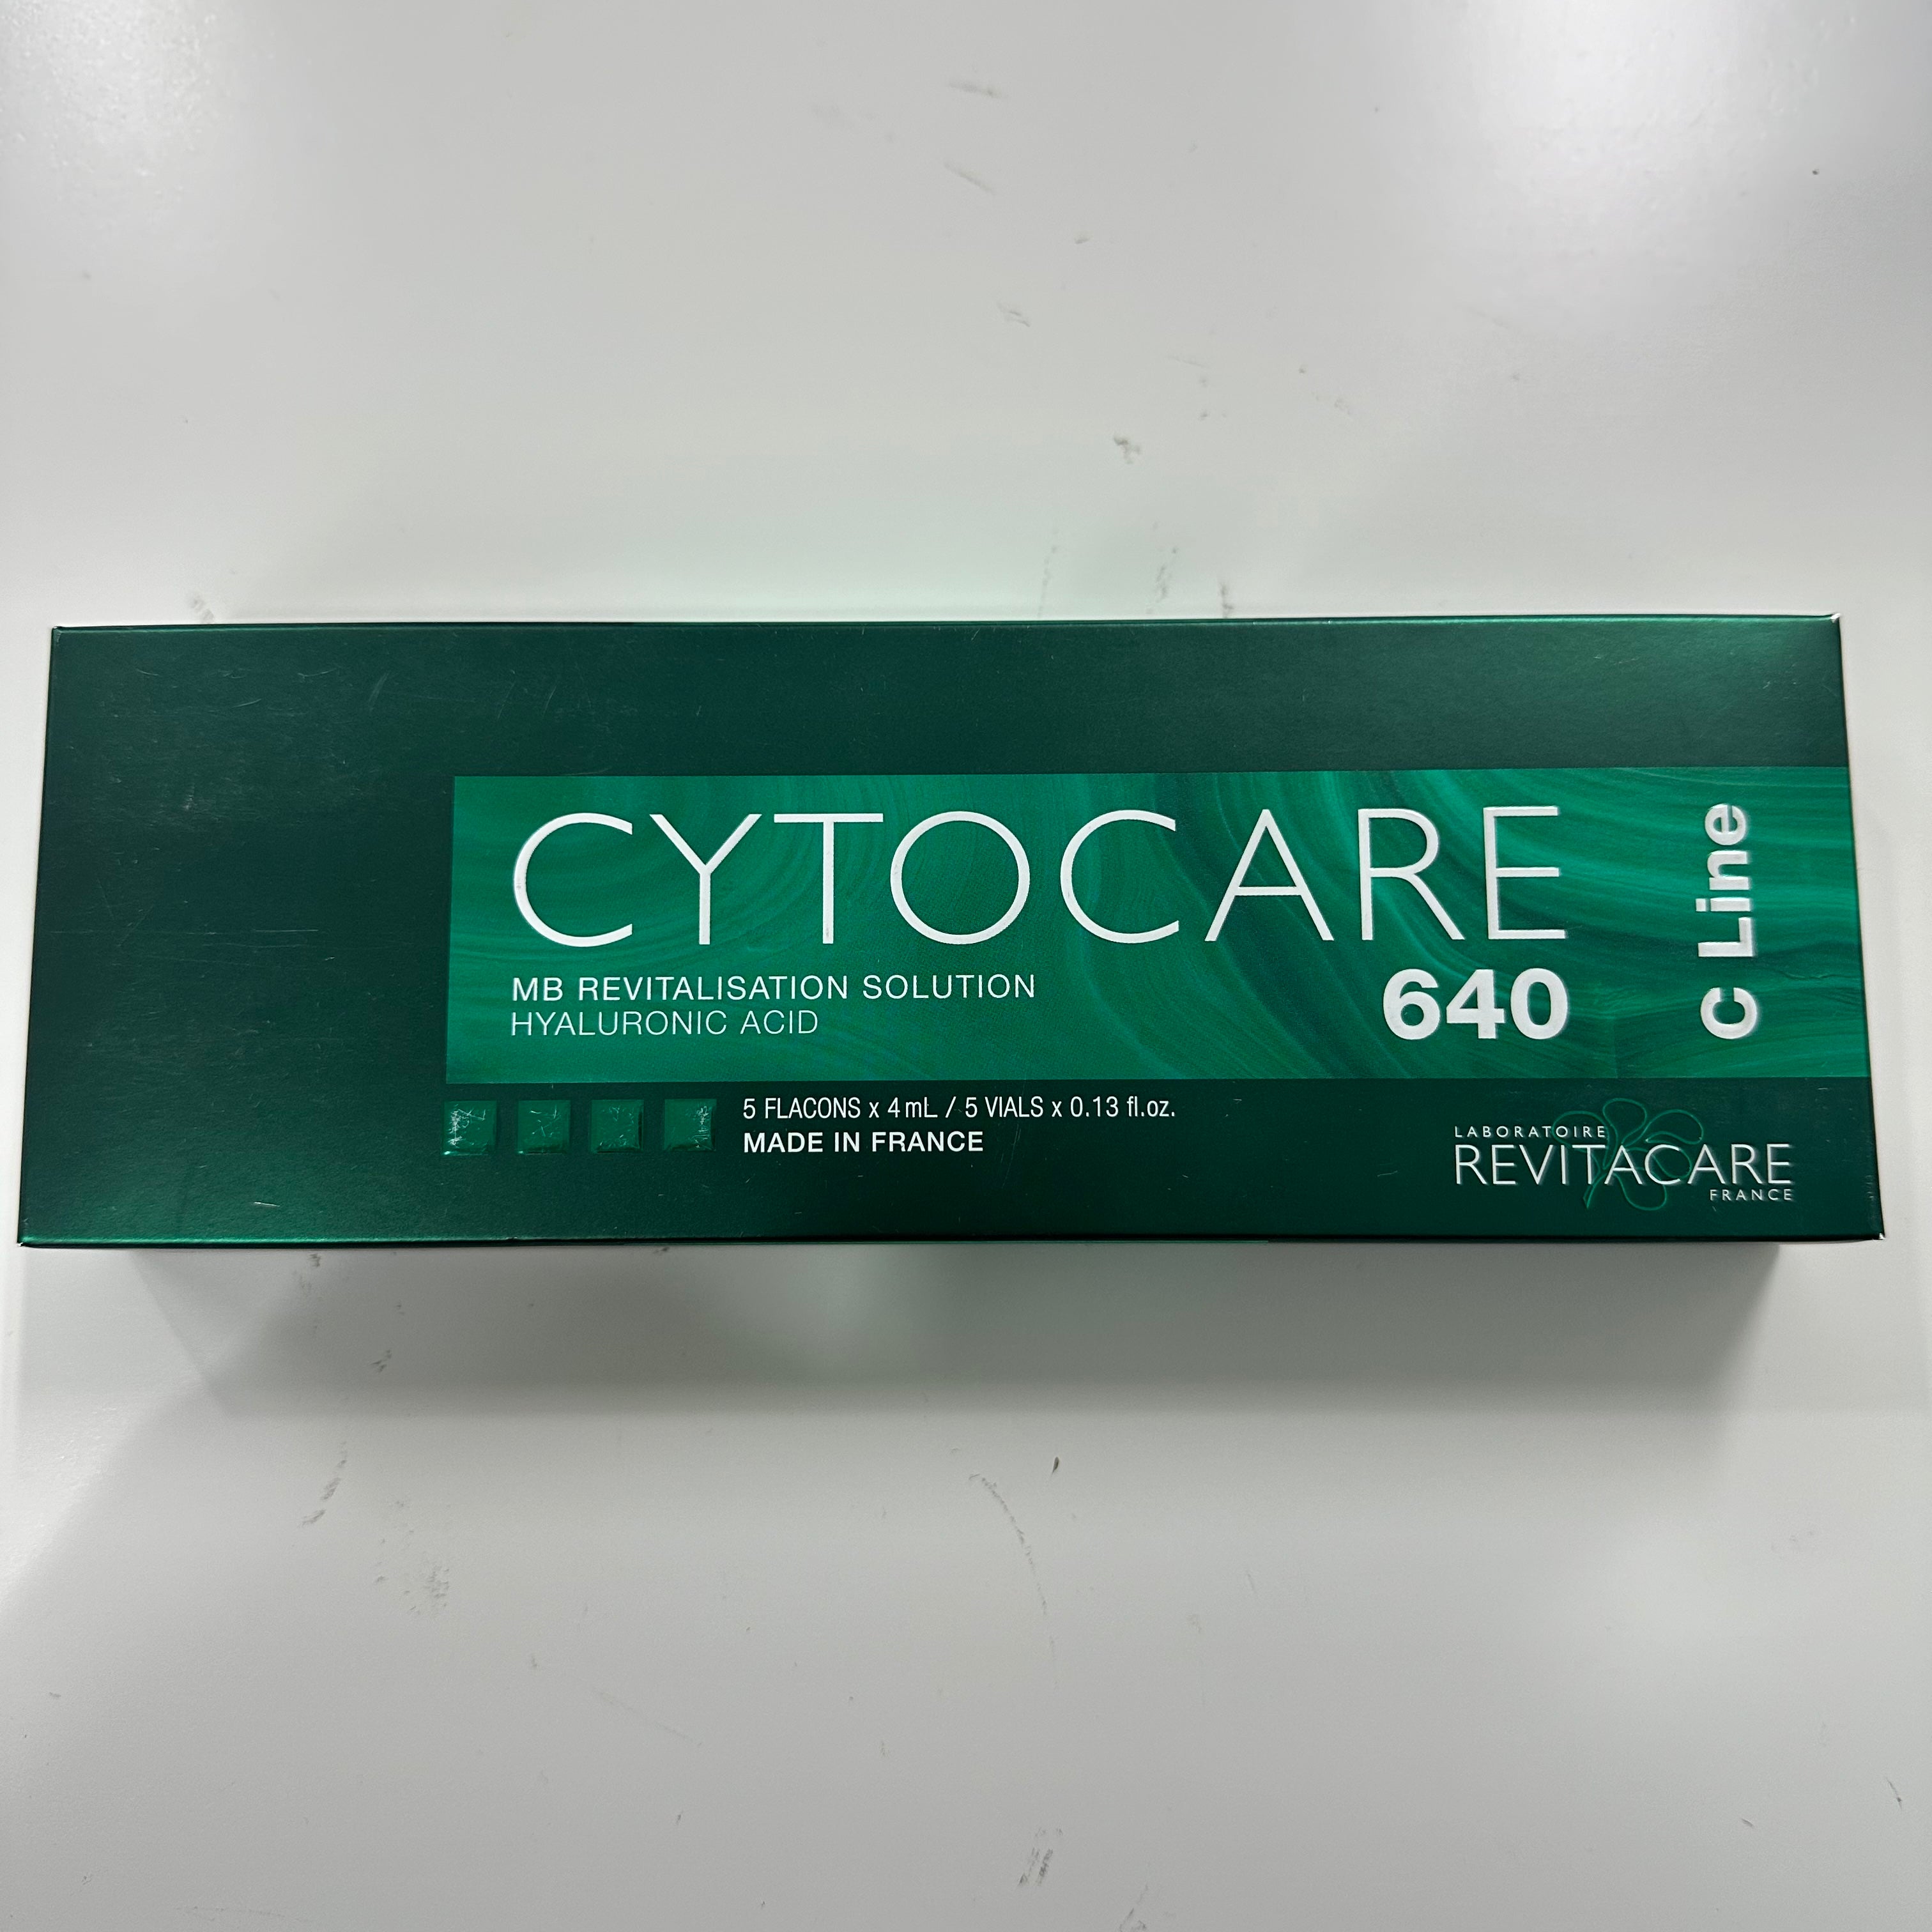 CYTOCARE
640
C Line
MB REVITALISATION SOLUTION
HYALURONIC ACID
5 FLACONS x 4 mL / 5 VIALS x 0.13 fl.oz.
MADE IN FRANCE
LABORATOIRE
REVITACARE
FRANCE